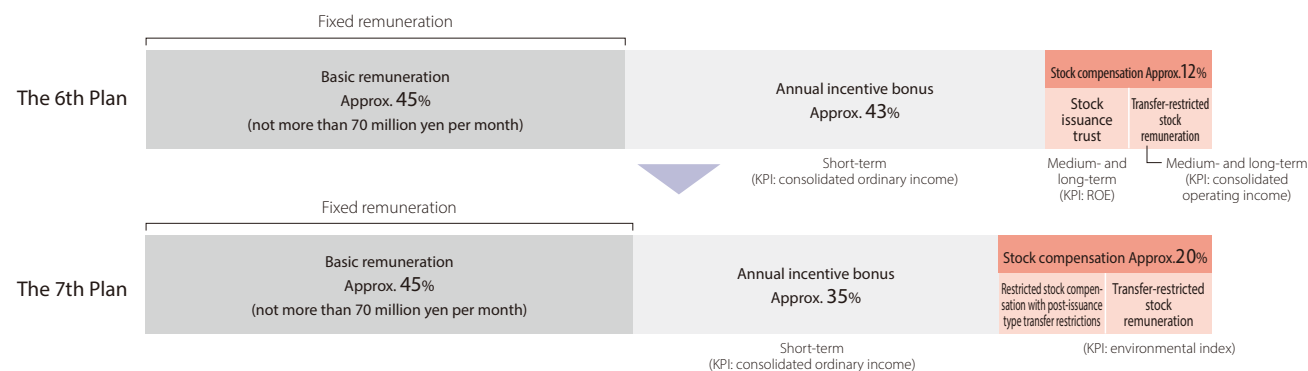 Fixed remuneration
The 6th Plan
Basic remuneration
Approx. 45%
(not more than 70 million yen per month)
Annual incentive bonus
Approx. 43%
Stock compensation Approx.12%
Stock
issuance
trust
Transfer-restricted
stock
remuneration
Short-term
(KPI: consolidated ordinary income)
Medium- and
long-term
(KPI: ROE)
Medium- and long-term
(KPI: consolidated
operating income)
Fixed remuneration
The 7th Plan
Basic remuneration
Approx. 45%
(not more than 70 million yen per month)
Annual incentive bonus
Approx. 35%
Stock compensation Approx.20%
Restricted stock compen-
sation with post-issuance
type transfer restrictions
Transfer-restricted
stock
remuneration
Short-term
(KPI: consolidated ordinary income)
(KPI: environmental index)